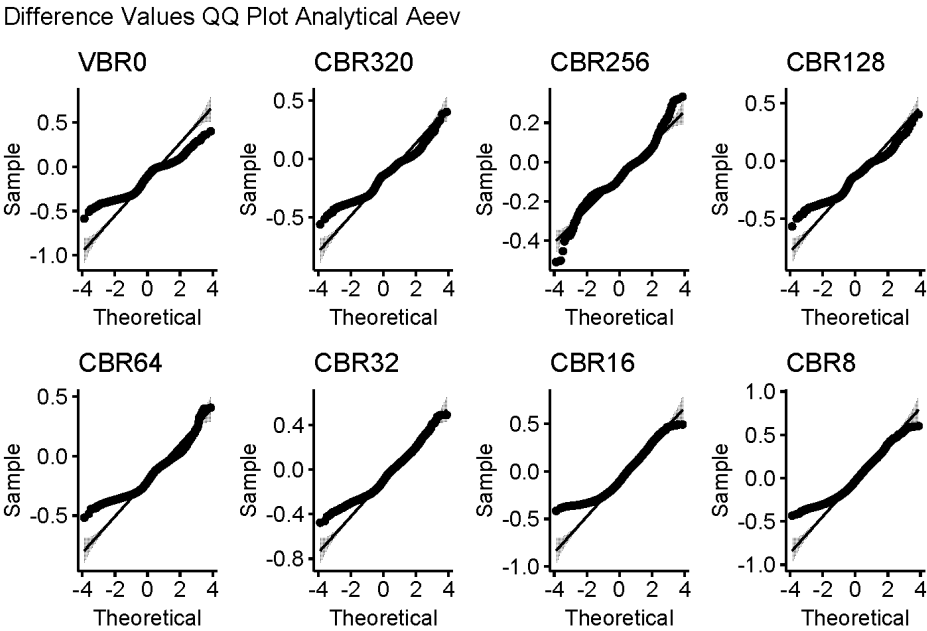 Difference Values QQ Plot Analytical Aeev
VBR0 CBR320 CBR256 CBR128
Sample 0.5 0.0 -0.5 -1.0 Sample 0.5 0.0 -0.5 Sample 0.2 0.0 -0.2 -0.4 Sample 0.5 0.0 -0.5
-4 -2 0 2 4 -4 -2 0 2 4 -4 -2 0 2 4 -4 -2 0 2 4
Theoretical Theoretical Theoretical Theoretical
CBR64 CBR32 CBR16 CBR8
Sample 0.5 0.0 -0.5 Sample 0.4 0.0 -0.4 -0.8 Sample 0.5 0.0 -0.5 -1.0 Sample 1.0 0.5 0.0 -0.5 -1.0
-4 -2 0 2 4 -4 -2 0 2 4 -4 -2 0 2 4 -4 -2 0 2 4
Theoretical Theoretical Theoretical Theoretical